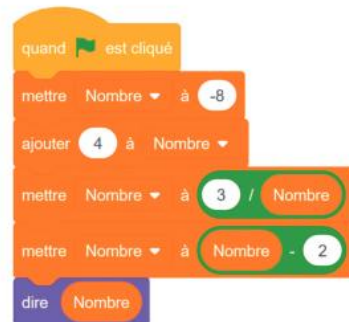 quand est cliqué
mettre Nombre à -8
ajouter 4 à Nombre
mettre Nombre à 3 / Nombre
mettre Nombre à Nombre - 2
dire Nombre